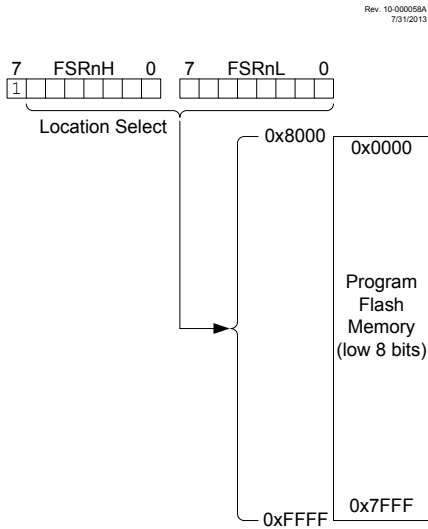 Rev. 10-000058A
7/31/2013
7 FSRnH 0 7 FSRnL 0
1
Location Select
0x8000
0x0000
Program
Flash
Memory
(low 8 bits)
0x7FFF
0xFFFF